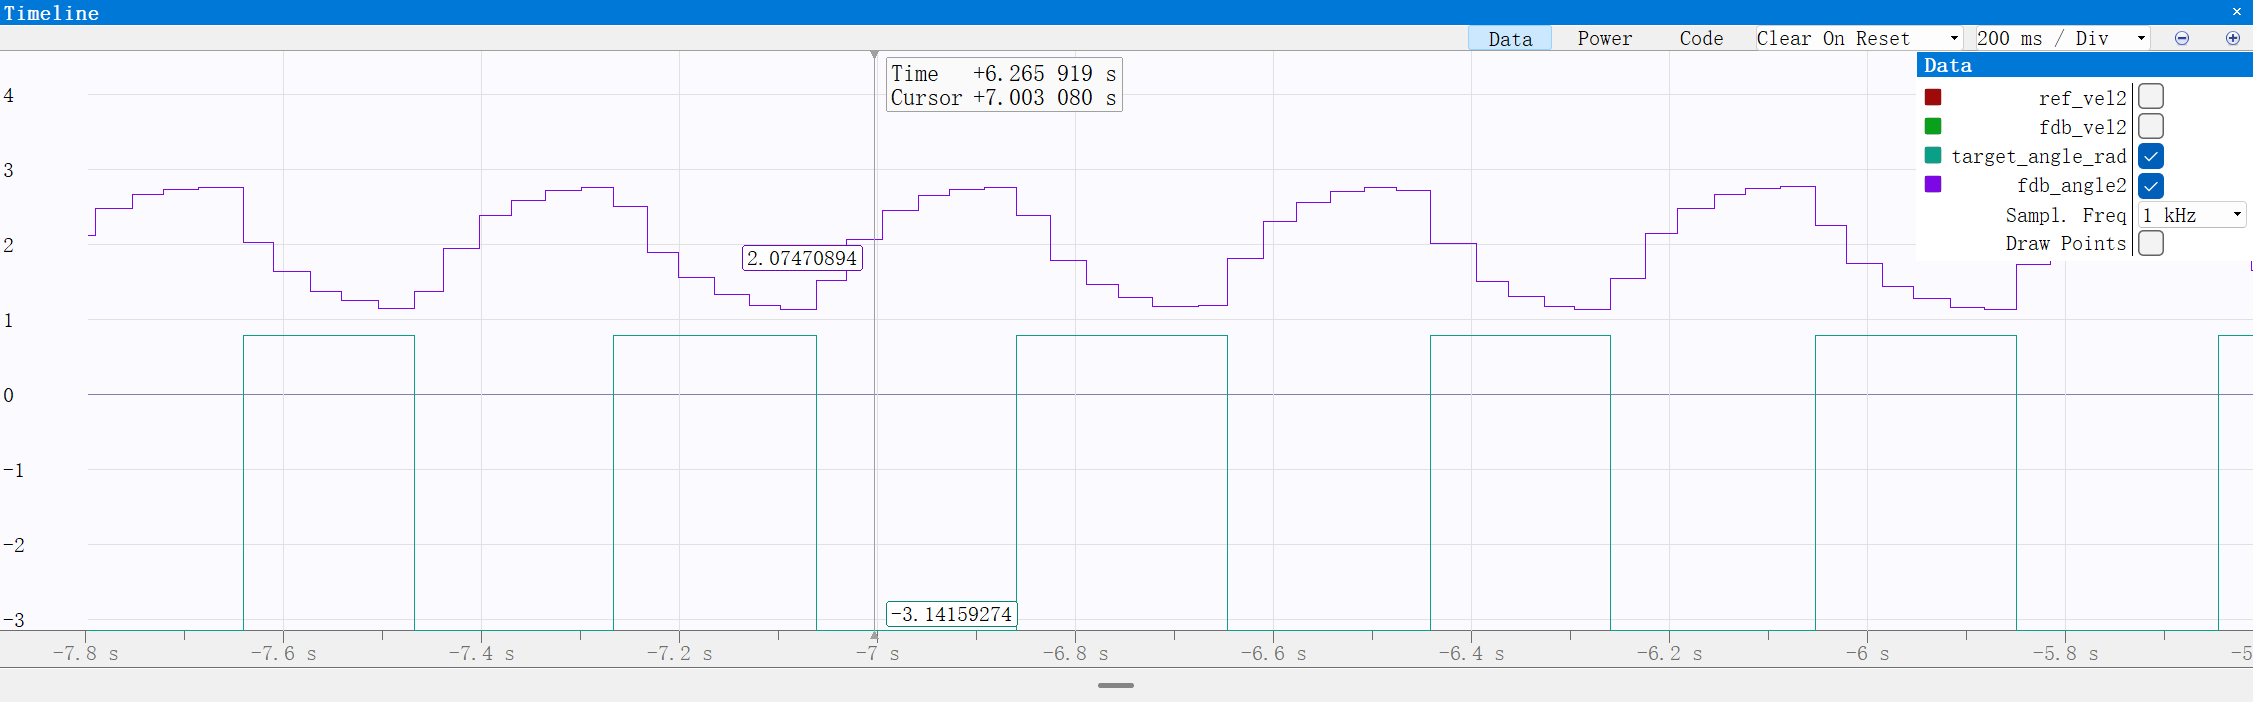 Timeline
Data Power Code Clear On Reset 200 ms / Div
Time +6.265 919 s
Cursor +7.003 080 s
Data
ref_vel2
fdb_vel2
target_angle_rad
fdb_angle2
Sampl. Freq 1 kHz
Draw Points
4
3
2
2.07470894
1
0
-1
-2
-3
-3.14159274
-7.8 s -7.6 s -7.4 s -7.2 s -7 s -6.8 s -6.6 s -6.4 s -6.2 s -6 s -5.8 s -5